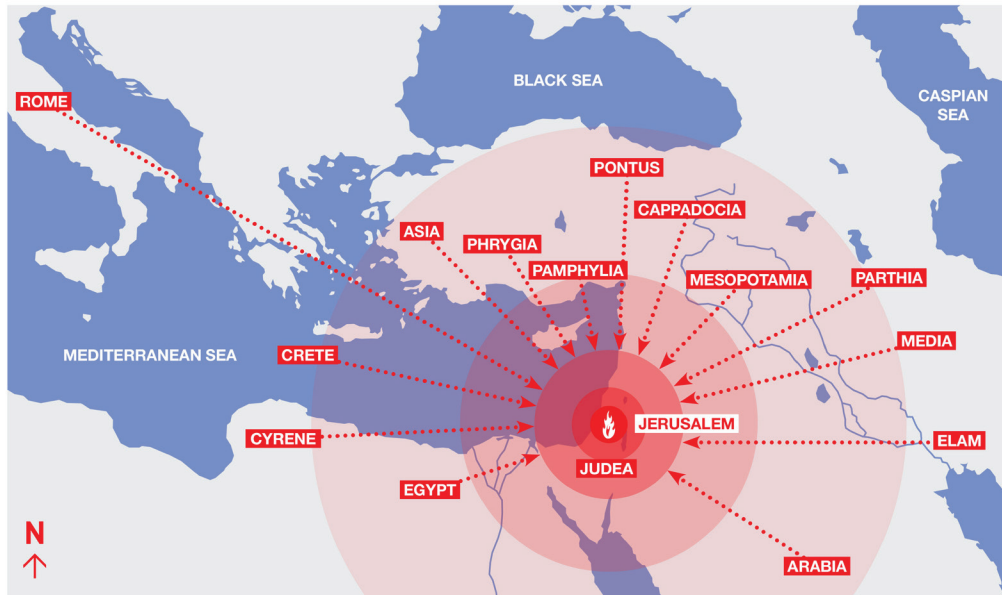 BLACK SEA
CASPIAN
SEA
ROME
PONTUS
CAPPADOCIA
ASIA
PHRYGIA
PAMPHYLIA
MESOPOTAMIA
PARTHIA
MEDITERRANEAN SEA
CRETE
MEDIA
CYRENE
JERUSALEM
ELAM
JUDEA
EGYPT
N
ARABIA